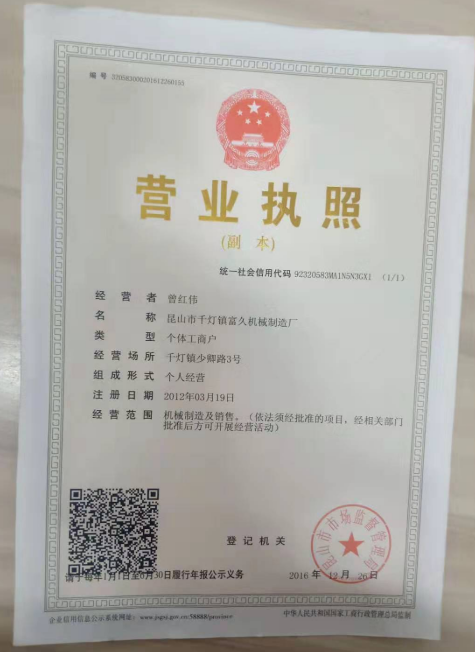 编号 320583000201612260155
营业执照
(副本)
统一社会信用代码 92320583MA1N5N3GX1 (1/1)
经营者 曾红伟
名称 昆山市千灯镇富久机械制造厂
类型 个体工商户
经营场所 千灯镇少卿路3号
组成形式 个人经营
注册日期 2012年03月19日
经营范围 机械制造及销售。(依法须经批准的项目,经相关部门
批准后方可开展经营活动)
登记机关
昆山市市场监督管理局
请于每年1月1日至6月30日履行年报公示义务
2016 年 12 月 26 日
企业信用信息公示系统网址:
中华人民共和国国家工商行政管理总局监制